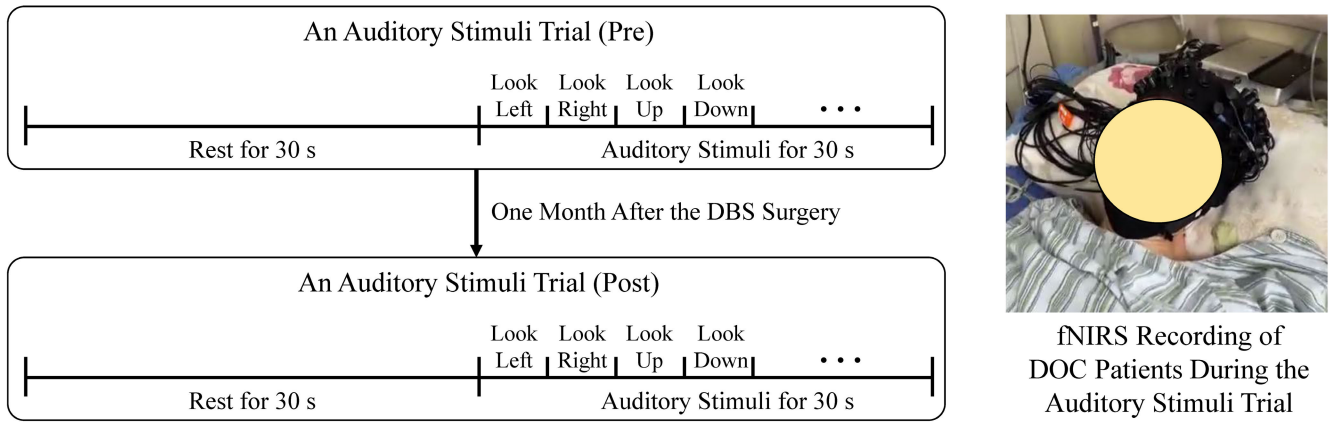 An Auditory Stimuli Trial (Pre)
Look Look Look Look
Left Right Up Down ...
Rest for 30 s Auditory Stimuli for 30 s
One Month After the DBS Surgery
An Auditory Stimuli Trial (Post)
Look Look Look Look
Left Right Up Down ...
Rest for 30 s Auditory Stimuli for 30 s
fNIRS Recording of
DOC Patients During the
Auditory Stimuli Trial